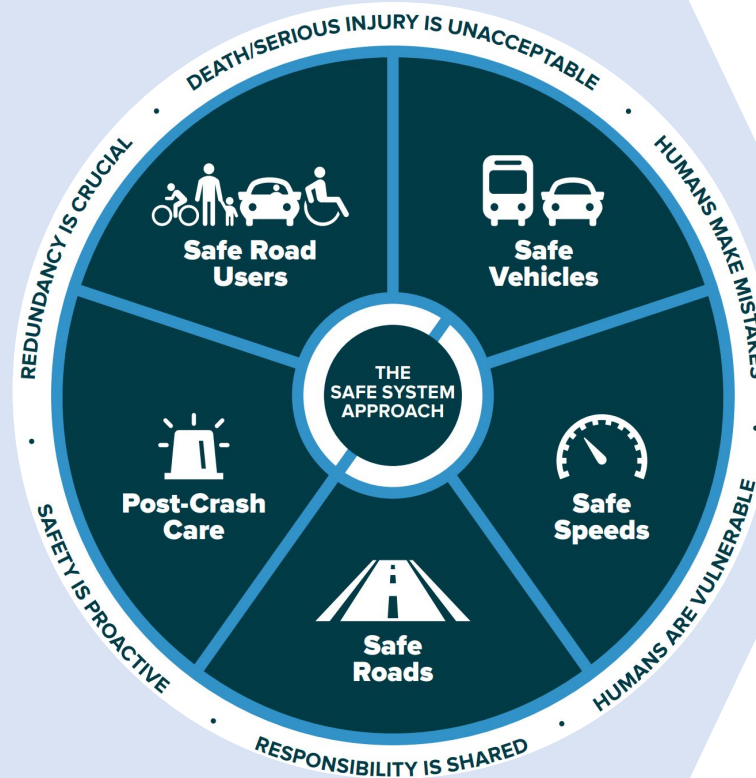 DEATH/SERIOUS INJURY IS UNACCEPTABLE
HUMANS MAKE MISTAKES
HUMANS ARE VULNERABLE
RESPONSIBILITY IS SHARED
SAFETY IS PROACTIVE
REDUNDANCY IS CRUCIAL
Safe Road
Users
Safe
Vehicles
Safe
Speeds
Safe
Roads
Post-Crash
Care
THE
SAFE SYSTEM
APPROACH